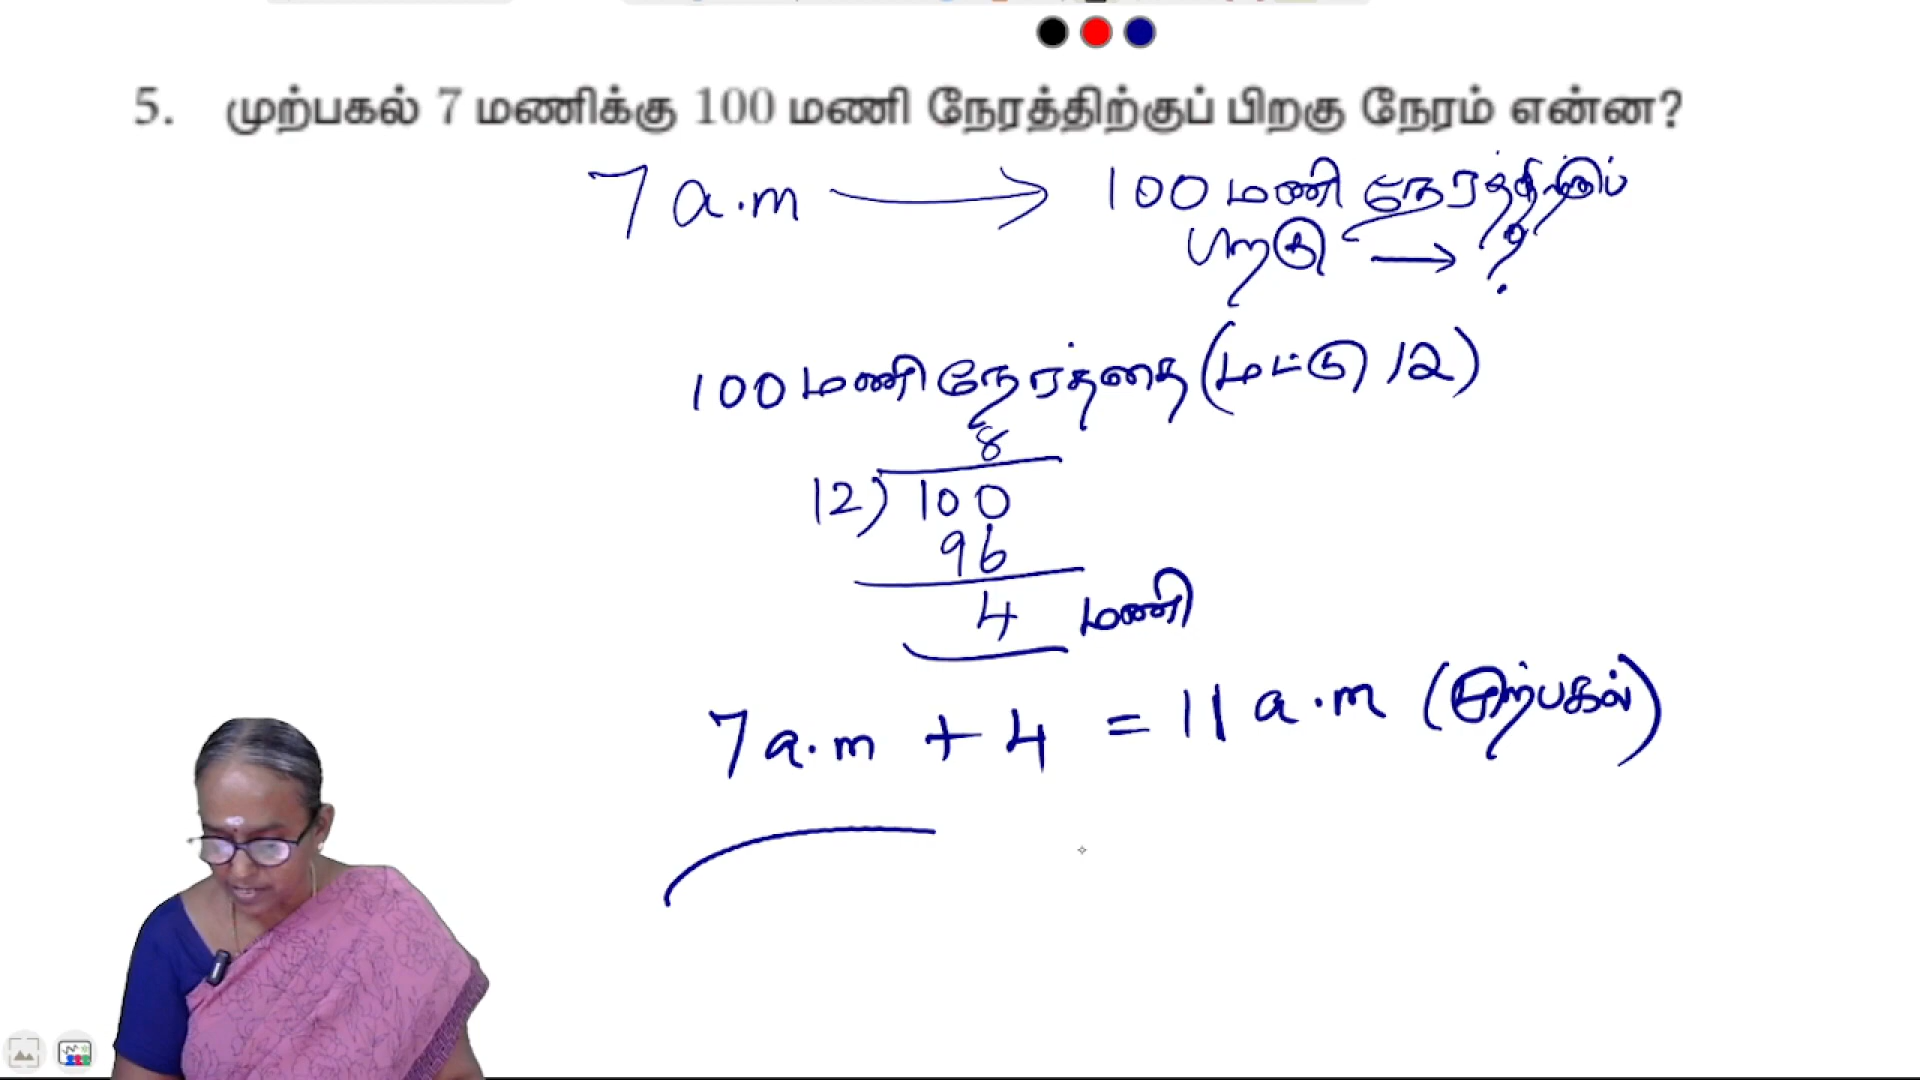 5. முற்பகல் 7 மணிக்கு 100 மணி நேரத்திற்குப் பிறகு நேரம் என்ன?
7 a.m → 100 மணி நேரத்திற்குப்
பிறகு → ?
100 மணி நேரத்தை (மட்டு 12)
8
12) 100
96
4 மணி
7 a.m + 4 = 11 a.m (முற்பகல்)